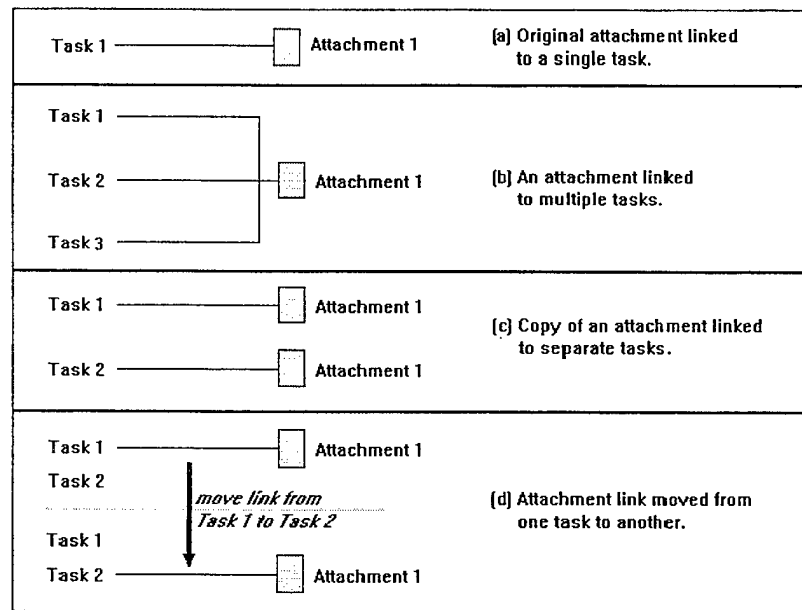 Task 1 Attachment 1 (a) Original attachment linked
to a single task.
Task 1
Task 2 Attachment 1 (b) An attachment linked
to multiple tasks.
Task 3
Task 1 Attachment 1
(c) Copy of an attachment linked
to separate tasks.
Task 2 Attachment 1
Task 1 Attachment 1
Task 2
move link from
Task 1 to Task 2
(d) Attachment link moved from
one task to another.
Task 1
Task 2 Attachment 1